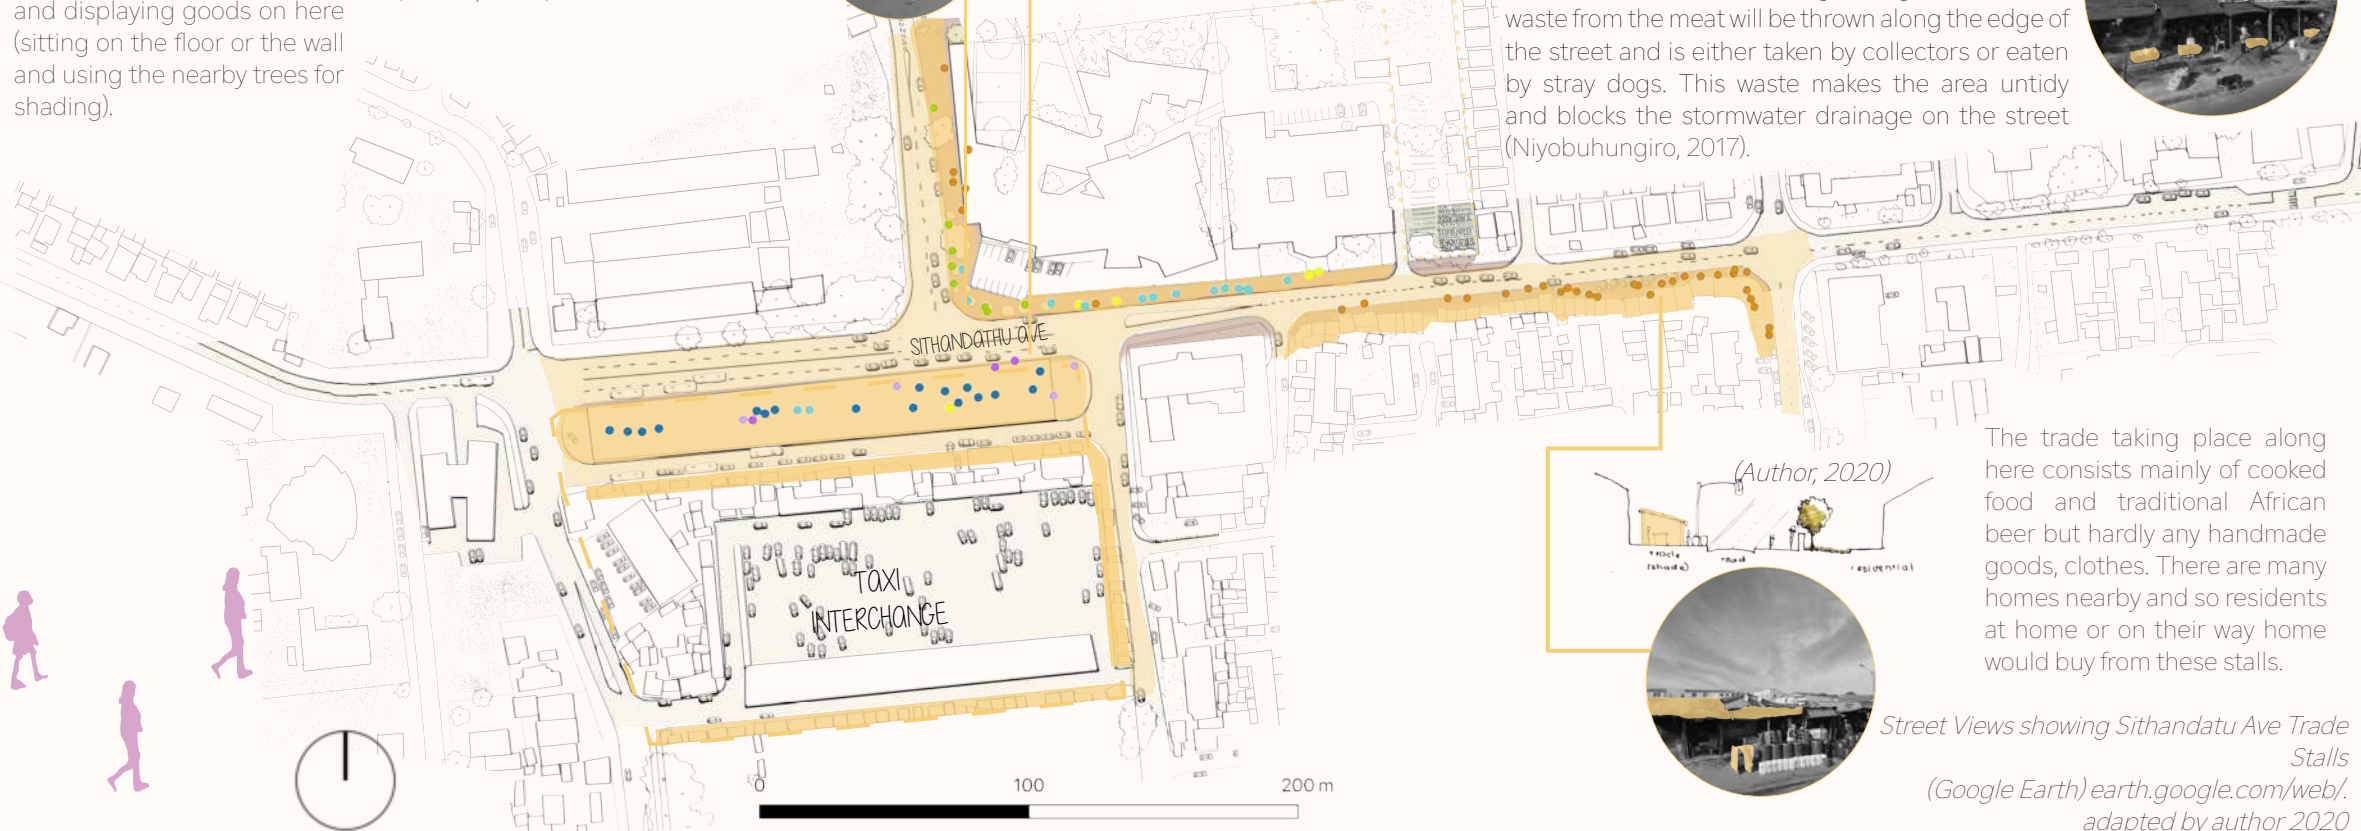 and displaying goods on here
(sitting on the floor or the wall
and using the nearby trees for
shading).
waste from the meat will be thrown along the edge of
the street and is either taken by collectors or eaten
by stray dogs. This waste makes the area untidy
and blocks the stormwater drainage on the street
(Niyobuhungiro, 2017).
SITHANDATHU AVE
TAXI
INTERCHANGE
(Author, 2020)
trade
(shade)
road
residential
The trade taking place along
here consists mainly of cooked
food and traditional African
beer but hardly any handmade
goods, clothes. There are many
homes nearby and so residents
at home or on their way home
would buy from these stalls.
Street Views showing Sithandatu Ave Trade
Stalls
(Google Earth) earth.google.com/web/.
adapted by author 2020
0 100 200 m